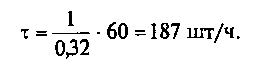 τ = 1/0,32 · 60 = 187 шт/ч.